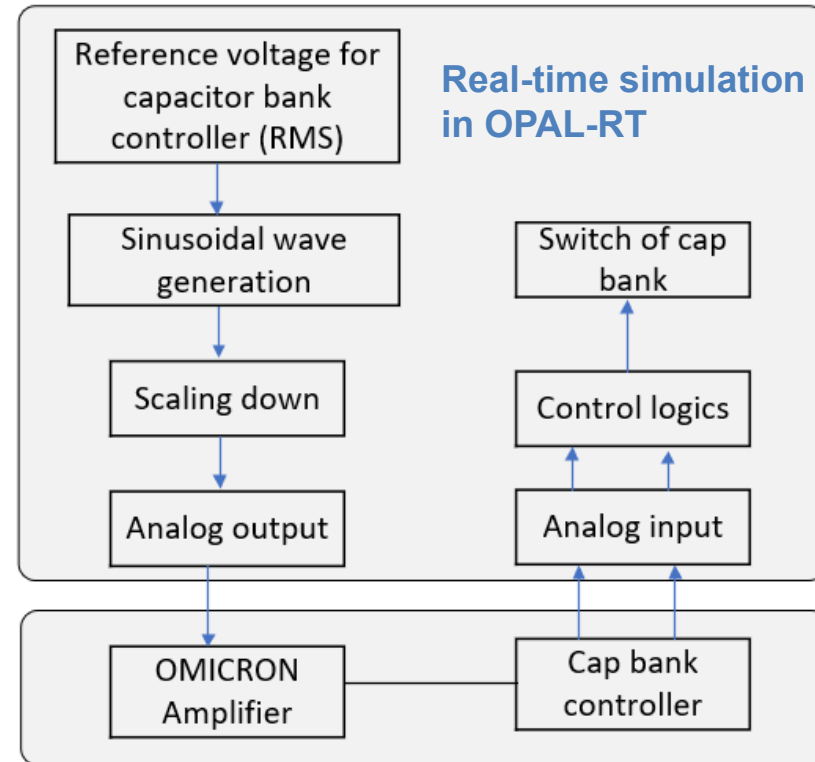 Reference voltage for
capacitor bank
controller (RMS)
Real-time simulation
in OPAL-RT
Sinusoidal wave
generation
Switch of cap
bank
Scaling down
Control logics
Analog output
Analog input
OMICRON
Amplifier
Cap bank
controller